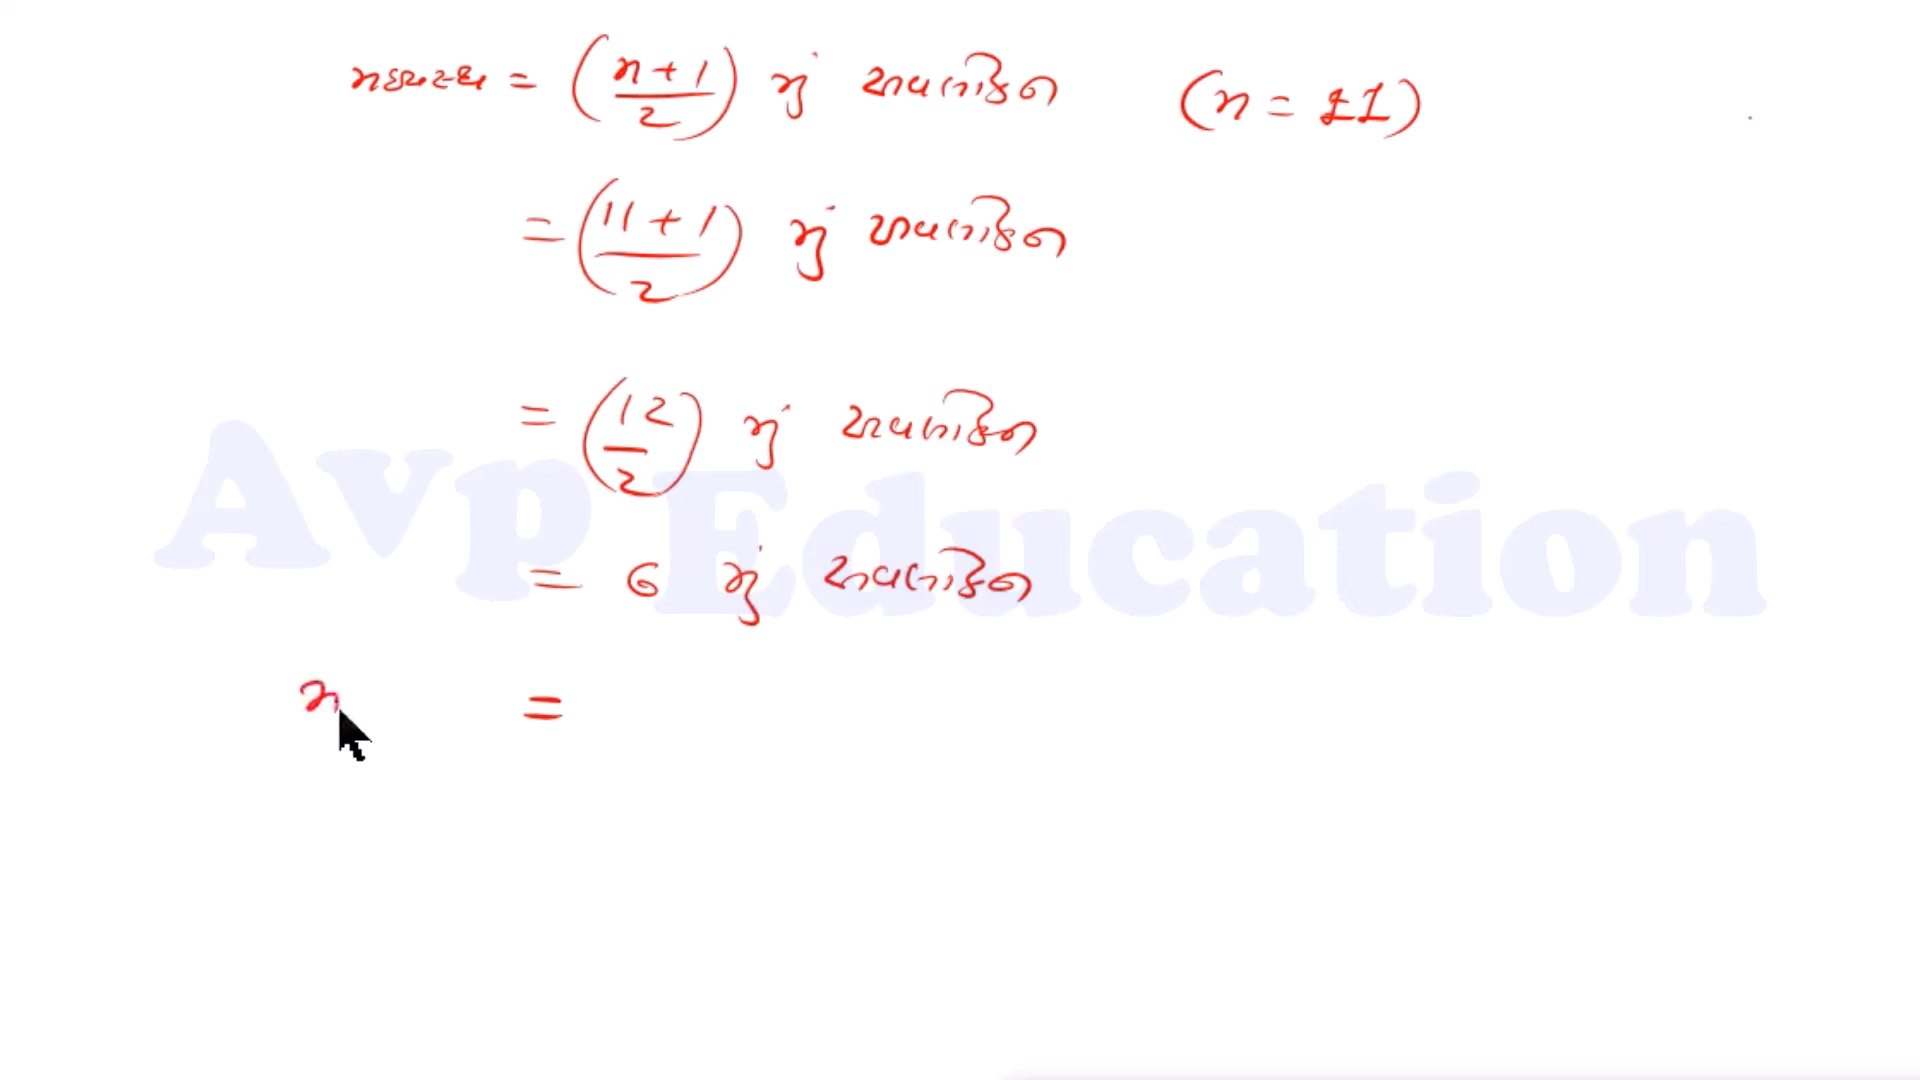 મધ્યસ્થ = (n+1/2) મું અવલોકન (n = 11)
= (11+1/2) મું અવલોકન
= (12/2) મું અવલોકન
Avp Education
= 6 મું અવલોકન
મ =